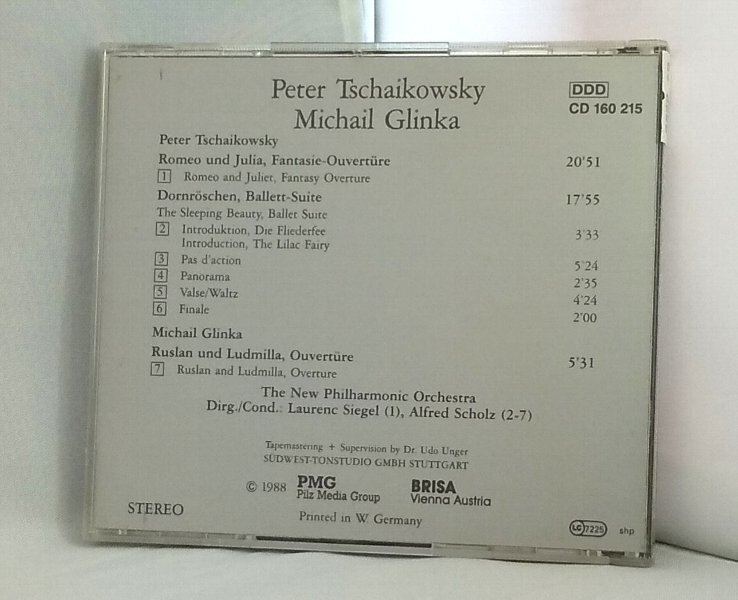 Peter Tschaikowsky
Michail Glinka
DDD
CD 160 215
Peter Tschaikowsky
Romeo und Julia, Fantasie-Ouvertüre 20'51
1 Romeo and Juliet, Fantasy Overture
Dornröschen, Ballett-Suite 17'55
The Sleeping Beauty, Ballet Suite
2 Introduktion, Die Fliederfee 3'33
Introduction, The Lilac Fairy
3 Pas d'action 5'24
4 Panorama 2'35
5 Valse/Waltz 4'24
6 Finale 2'00
Michail Glinka
Ruslan und Ludmilla, Ouvertüre 5'31
7 Ruslan and Ludmilla, Overture
The New Philharmonic Orchestra
Dirg./Cond.: Laurenc Siegel (1), Alfred Scholz (2-7)
Tapemastering + Supervision by Dr. Udo Unger
SÜDWEST-TONSTUDIO GMBH STUTTGART
© 1988 PMG BRISA
Pilz Media Group Vienna Austria
STEREO
Printed in W. Germany
LC 7225 shp